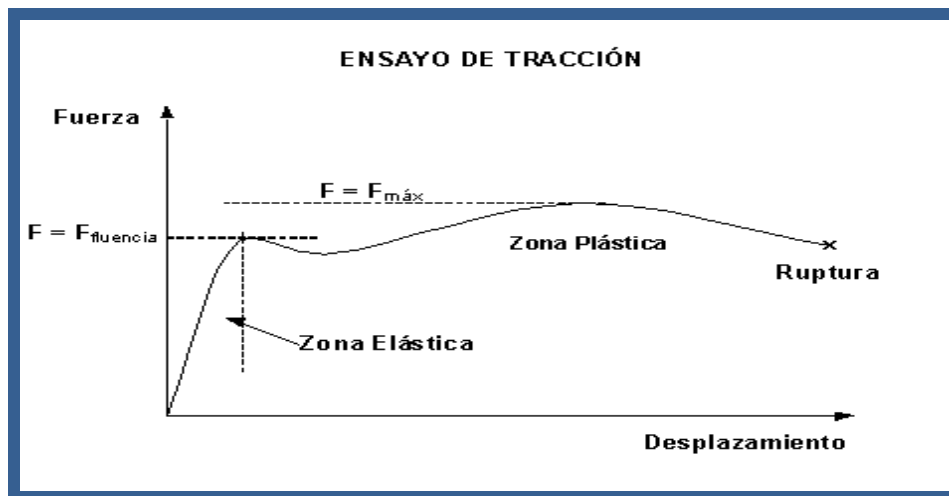 ENSAYO DE TRACCIÓN
Fuerza
F = Fmáx
F = Ffluencia
Zona Plástica
Ruptura
Zona Elástica
Desplazamiento